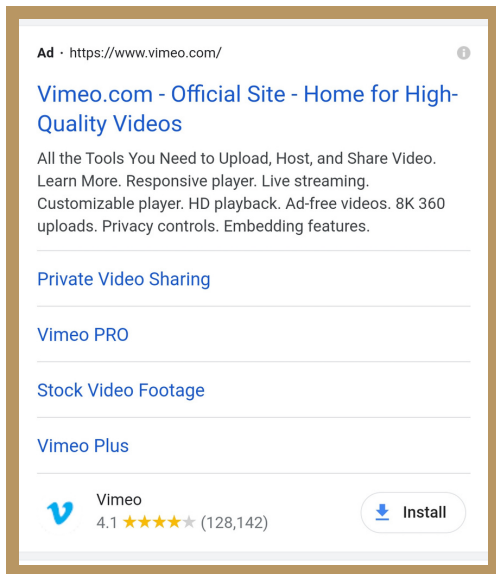 Ad · https://www.vimeo.com/
Vimeo.com - Official Site - Home for High-
Quality Videos
All the Tools You Need to Upload, Host, and Share Video.
Learn More. Responsive player. Live streaming.
Customizable player. HD playback. Ad-free videos. 8K 360
uploads. Privacy controls. Embedding features.
Private Video Sharing
Vimeo PRO
Stock Video Footage
Vimeo Plus
Vimeo
4.1 ★★★★★ (128,142)
Install